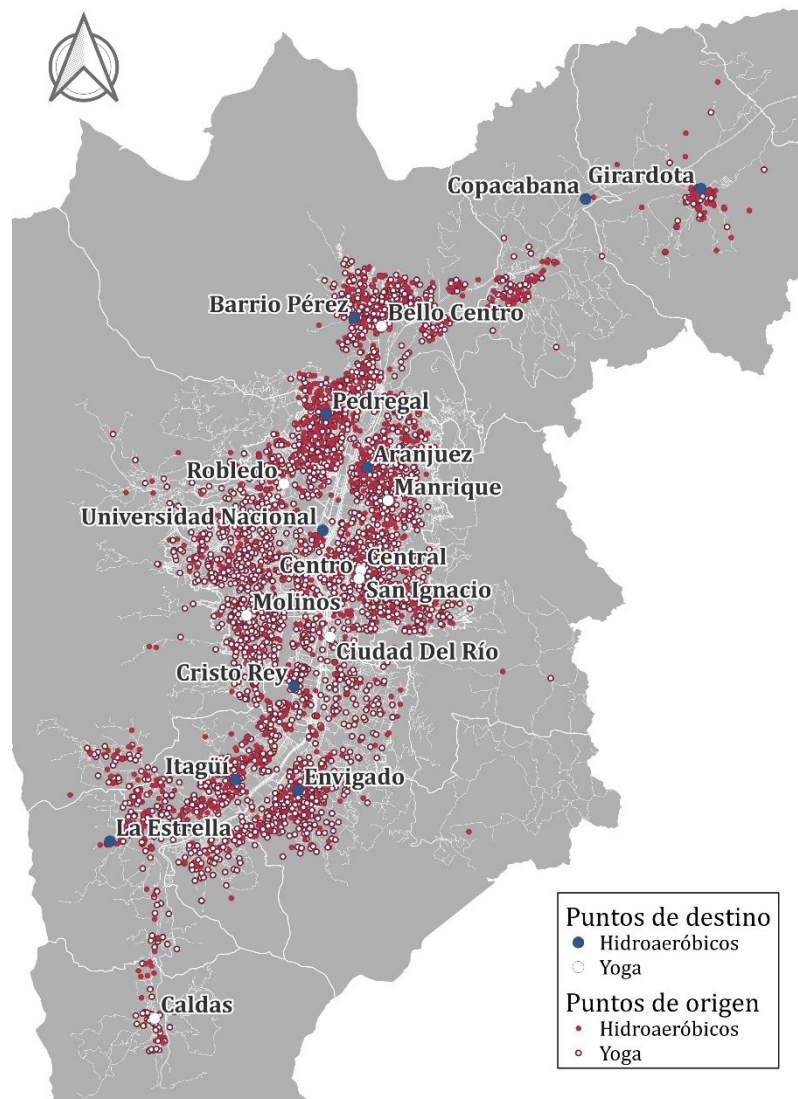 Girardota
Copacabana
Barrio Pérez
Bello Centro
Pedregal
Aranjuez
Robledo
Manrique
Universidad Nacional
Centro
Central
San Ignacio
Molinos
Ciudad Del Río
Cristo Rey
Itagüí
Envigado
La Estrella
Caldas
Puntos de destino
Hidroaeróbicos
Yoga
Puntos de origen
Hidroaeróbicos
Yoga